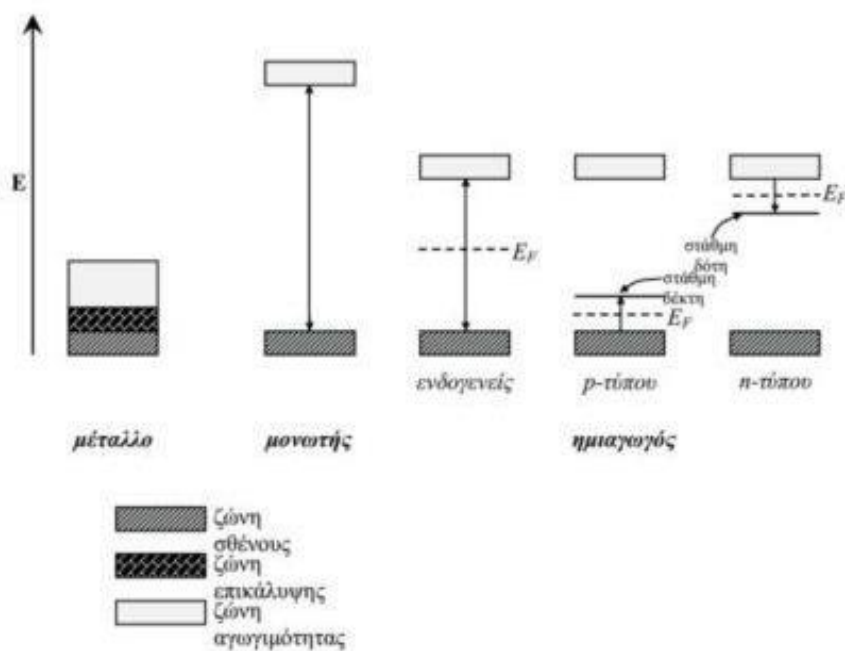 E
E_F
στάθμη
δότη
E_F
στάθμη
δέκτη
E_F
ενδογενείς
p-τύπου
n-τύπου
μέταλλο
μονωτής
ημιαγωγός
ζώνη
σθένους
ζώνη
επικάλυψης
ζώνη
αγωγιμότητας